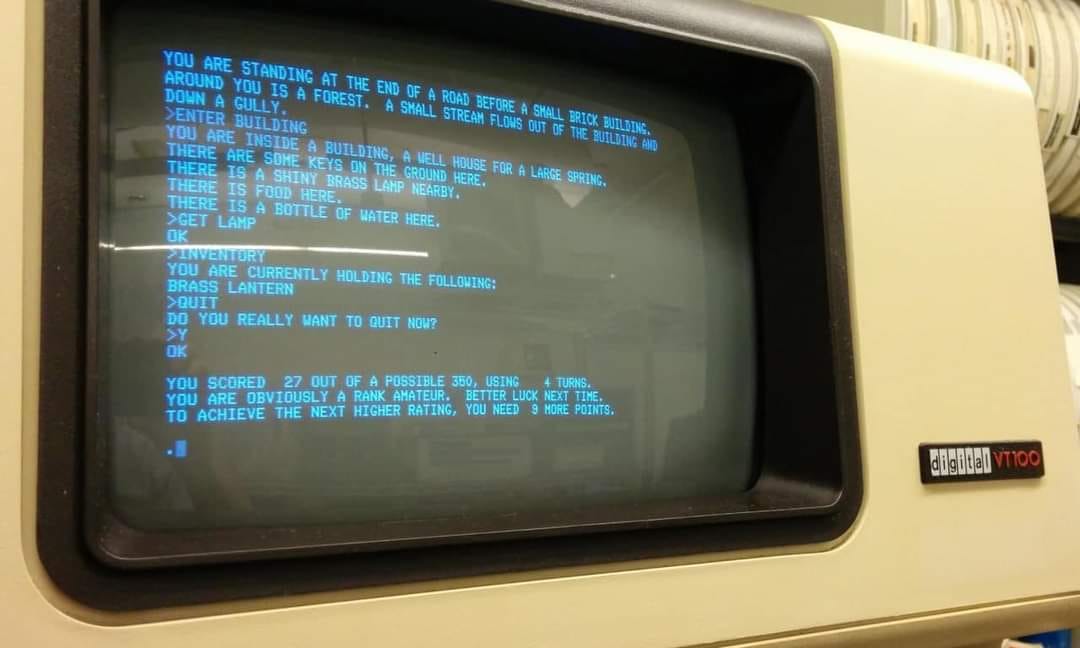 YOU ARE STANDING AT THE END OF A ROAD BEFORE A SMALL BRICK BUILDING.
AROUND YOU IS A FOREST.  A SMALL STREAM FLOWS OUT OF THE BUILDING AND
DOWN A GULLY.
>ENTER BUILDING
YOU ARE INSIDE A BUILDING, A WELL HOUSE FOR A LARGE SPRING.
THERE ARE SOME KEYS ON THE GROUND HERE.
THERE IS A SHINY BRASS LAMP NEARBY.
THERE IS FOOD HERE.
THERE IS A BOTTLE OF WATER HERE.
>GET LAMP
OK
>INVENTORY
YOU ARE CURRENTLY HOLDING THE FOLLOWING:
BRASS LANTERN
>QUIT
DO YOU REALLY WANT TO QUIT NOW?
>Y
OK
YOU SCORED  27 OUT OF A POSSIBLE 350, USING    4 TURNS.
YOU ARE OBVIOUSLY A RANK AMATEUR.  BETTER LUCK NEXT TIME.
TO ACHIEVE THE NEXT HIGHER RATING, YOU NEED  9 MORE POINTS.
.
digital VT100